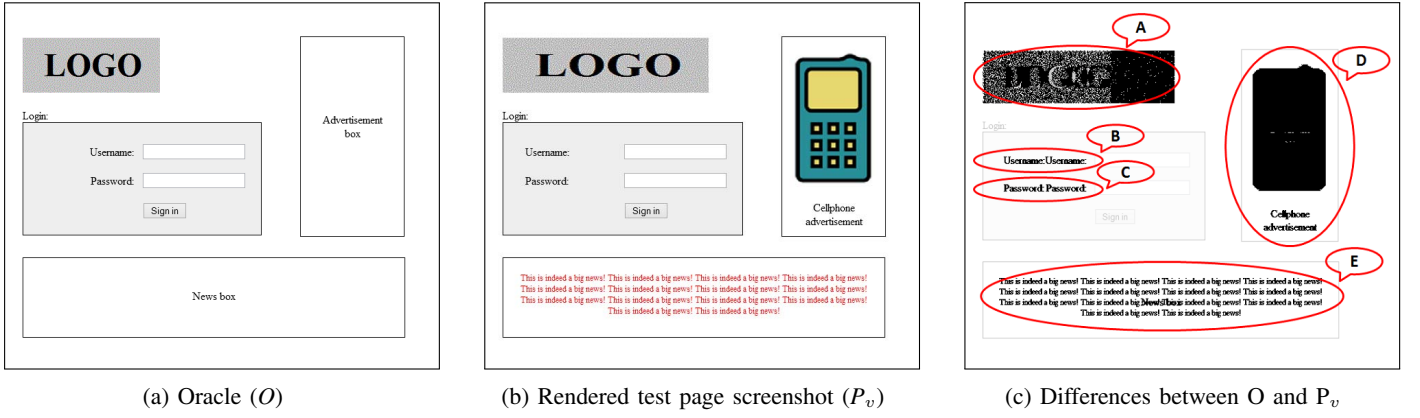 LOGO
Login:
Username:
Password:
Sign in
Advertisement
box
News box
(a) Oracle (O)
LOGO
Login:
Username:
Password:
Sign in
Cellphone
advertisement
This is indeed a big news! This is indeed a big news! This is indeed a big news! This is indeed a big news!
This is indeed a big news! This is indeed a big news! This is indeed a big news! This is indeed a big news!
This is indeed a big news! This is indeed a big news! This is indeed a big news! This is indeed a big news!
This is indeed a big news! This is indeed a big news!
(b) Rendered test page screenshot (Pv)
A
Login:
B
Username:Username:
C
Password: Password:
Sign in
D
Cellphone
advertisement
E
This is indeed a big news! This is indeed a big news! This is indeed a big news! This is indeed a big news!
This is indeed a big news! This is indeed a big news! This is indeed a big news! This is indeed a big news!
This is indeed a big news! This is indeed a big news! This is indeed a big news!
This is indeed a big news! This is indeed a big news!
(c) Differences between O and Pv